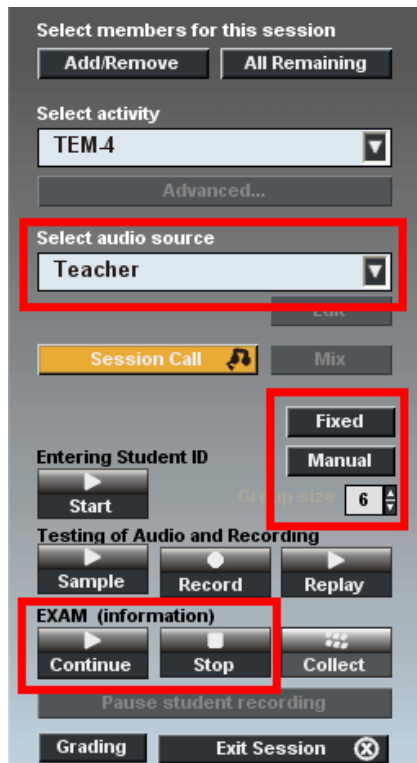 Select members for this session
Add/Remove All Remaining
Select activity
TEM-4
Advanced...
Select audio source
Teacher
Edit
Session Call Mix
Fixed
Entering Student ID Manual
Start Group size 6
Testing of Audio and Recording
Sample Record Replay
EXAM (information)
Continue Stop Collect
Pause student recording
Grading Exit Session